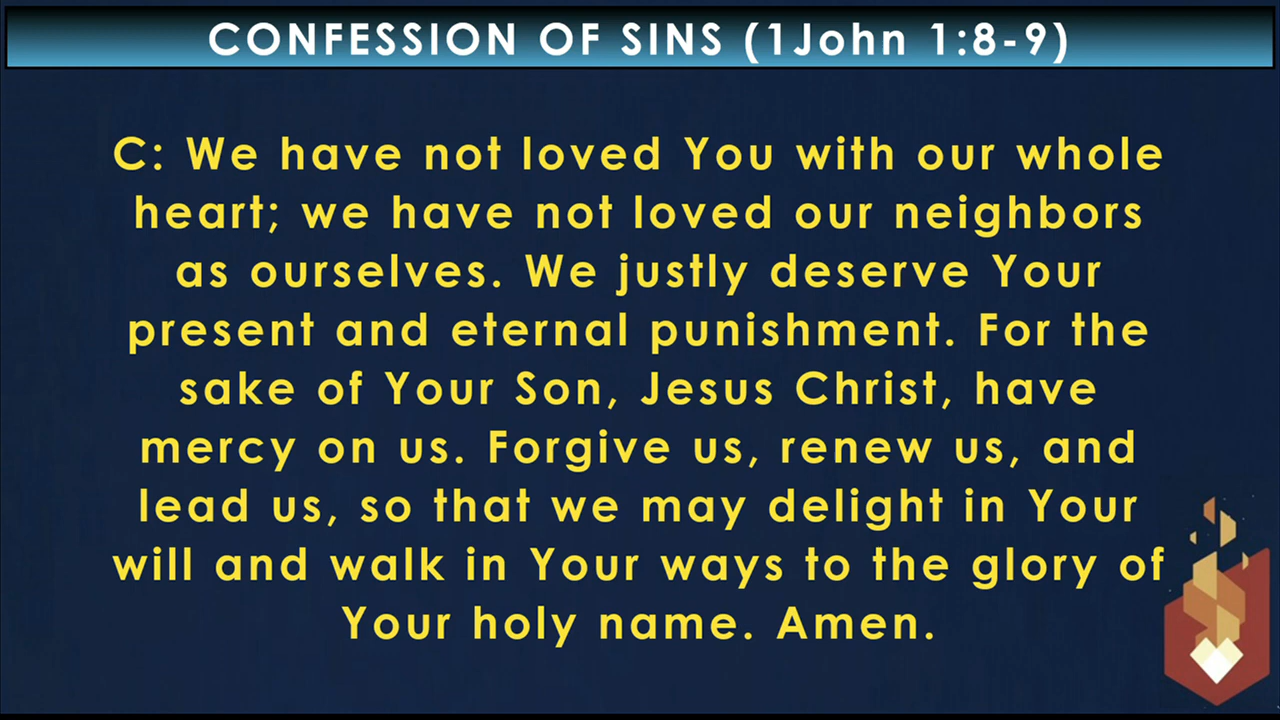 CONFESSION OF SINS (1John 1:8-9)
C: We have not loved You with our whole
heart; we have not loved our neighbors
as ourselves. We justly deserve Your
present and eternal punishment. For the
sake of Your Son, Jesus Christ, have
mercy on us. Forgive us, renew us, and
lead us, so that we may delight in Your
will and walk in Your ways to the glory of
Your holy name. Amen.